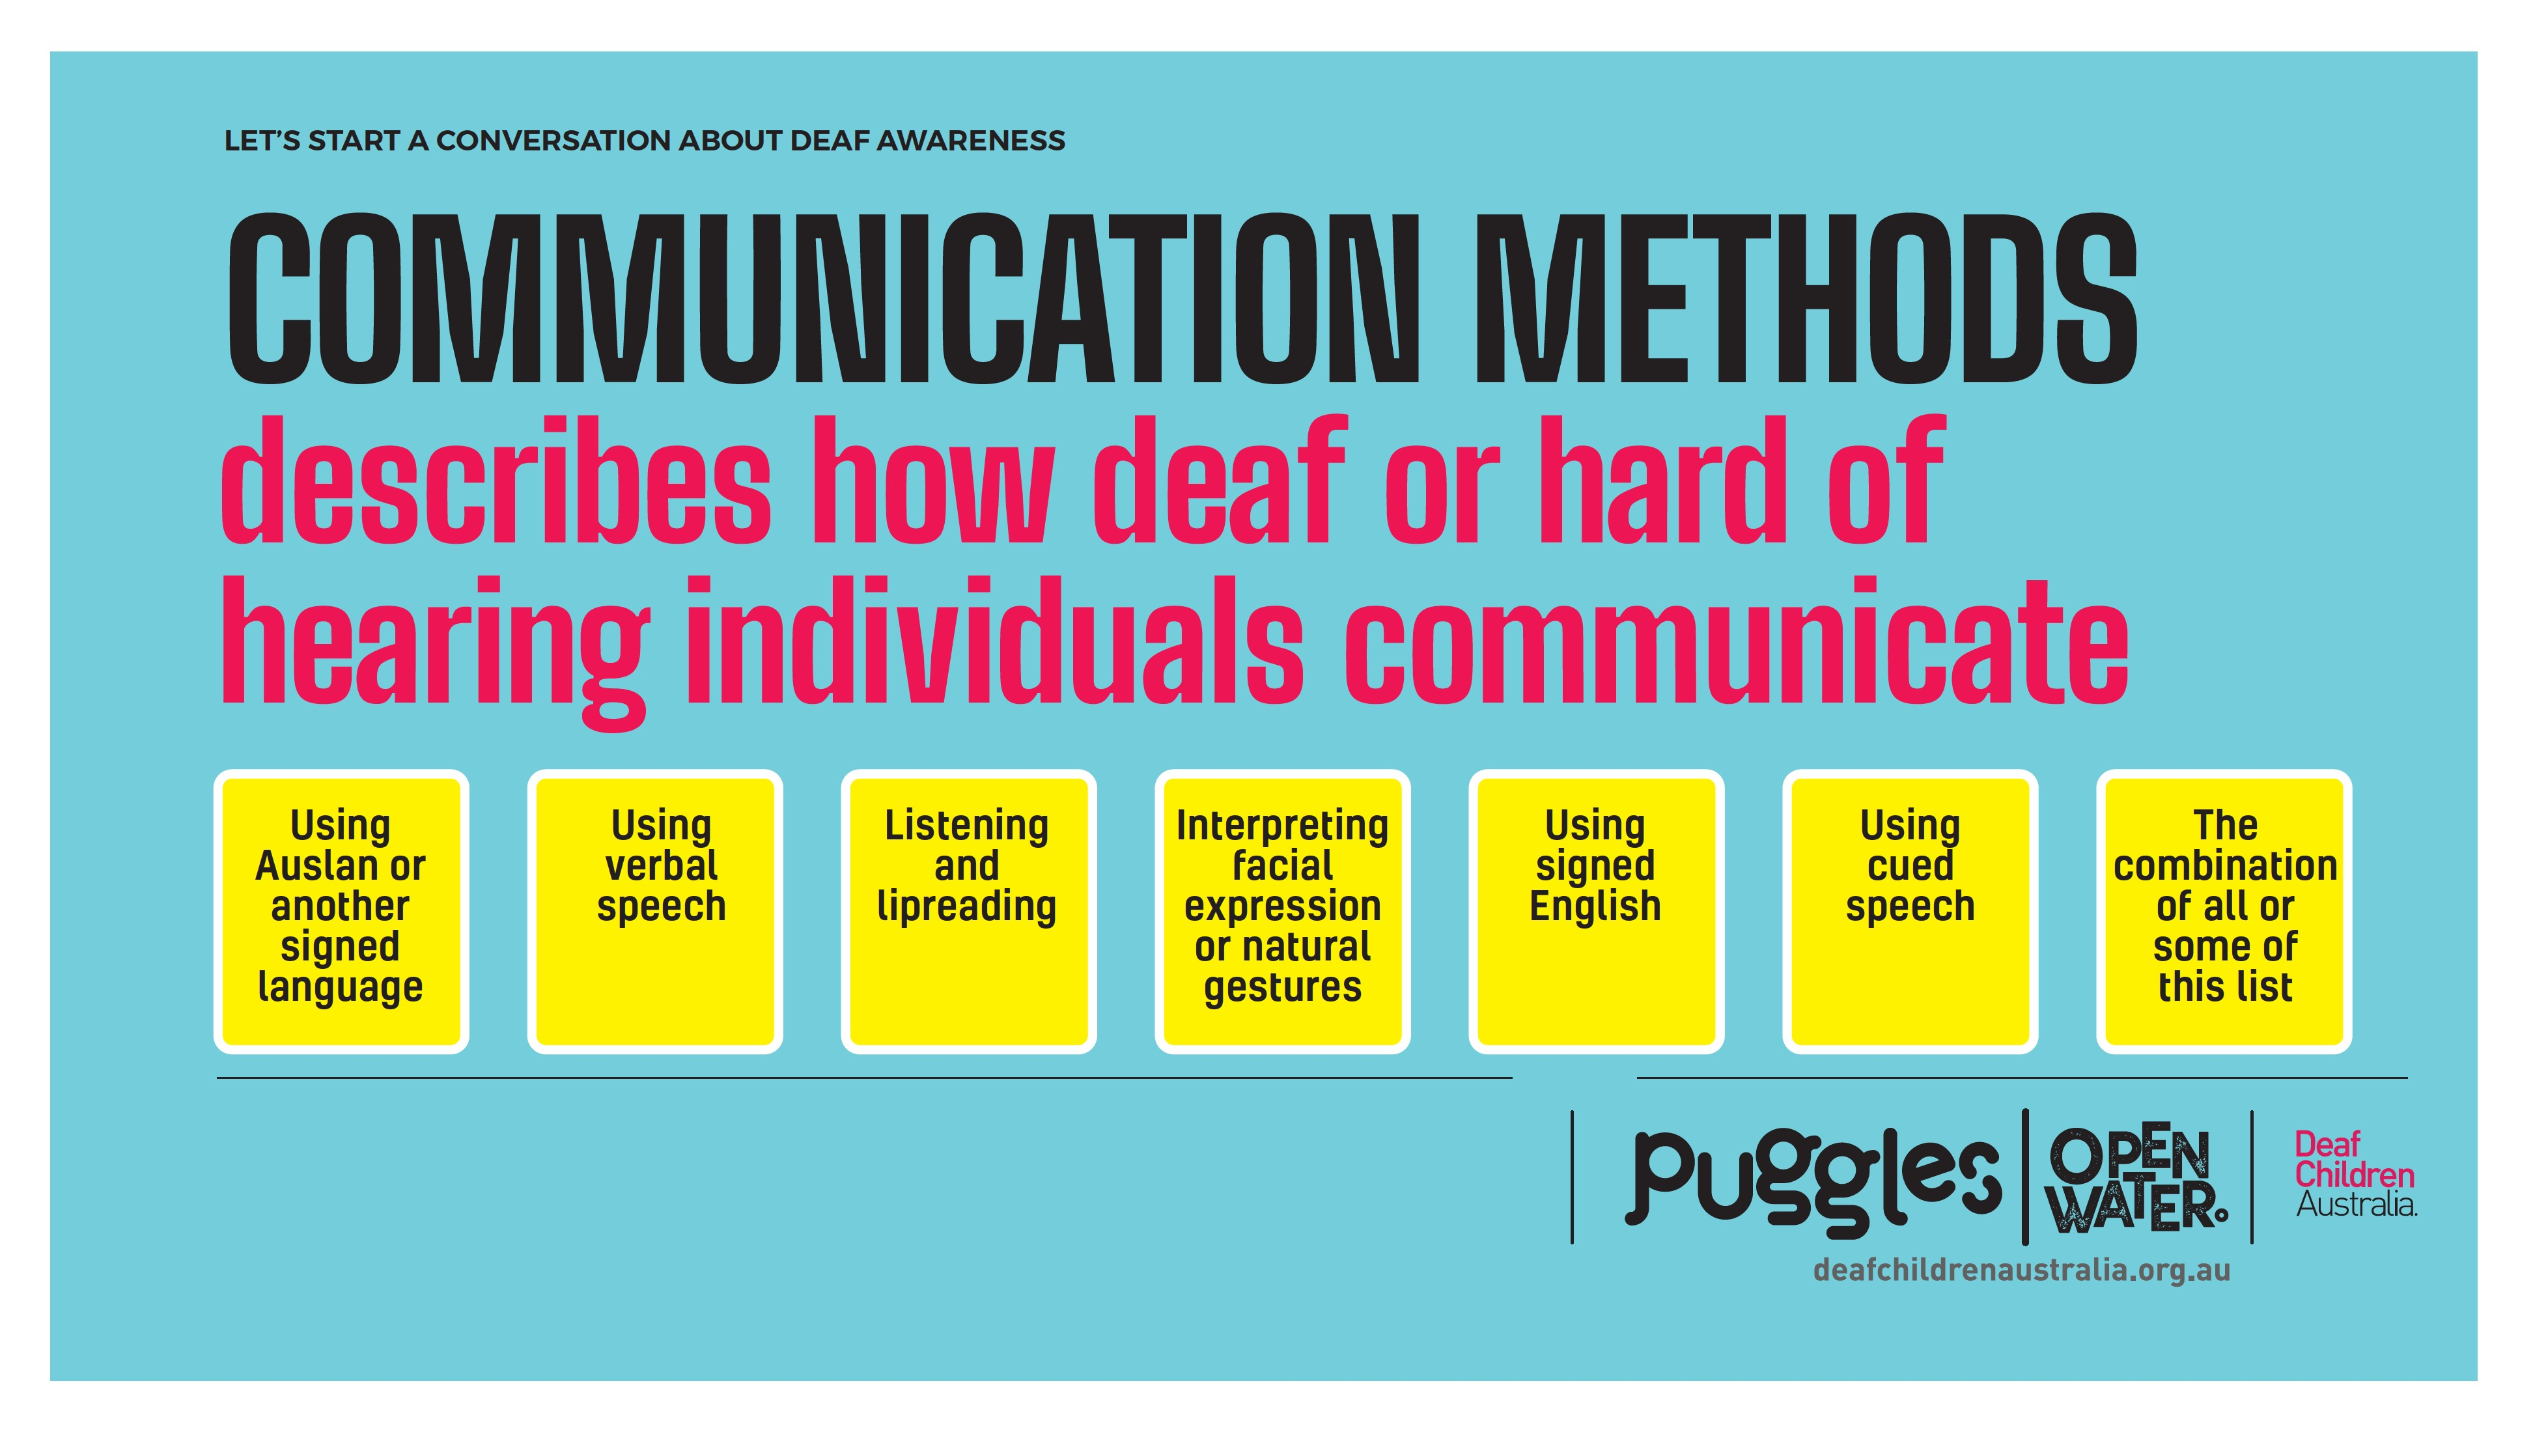 LET'S START A CONVERSATION ABOUT DEAF AWARENESS
COMMUNICATION METHODS
describes how deaf or hard of
hearing individuals communicate
Using
Auslan or
another
signed
language
Using
verbal
speech
Listening
and
lipreading
Interpreting
facial
expression
or natural
gestures
Using
signed
English
Using
cued
speech
The
combination
of all or
some of
this list
puggles
OPEN
WATER.
Deaf
Children
Australia.
deafchildrenaustralia.org.au